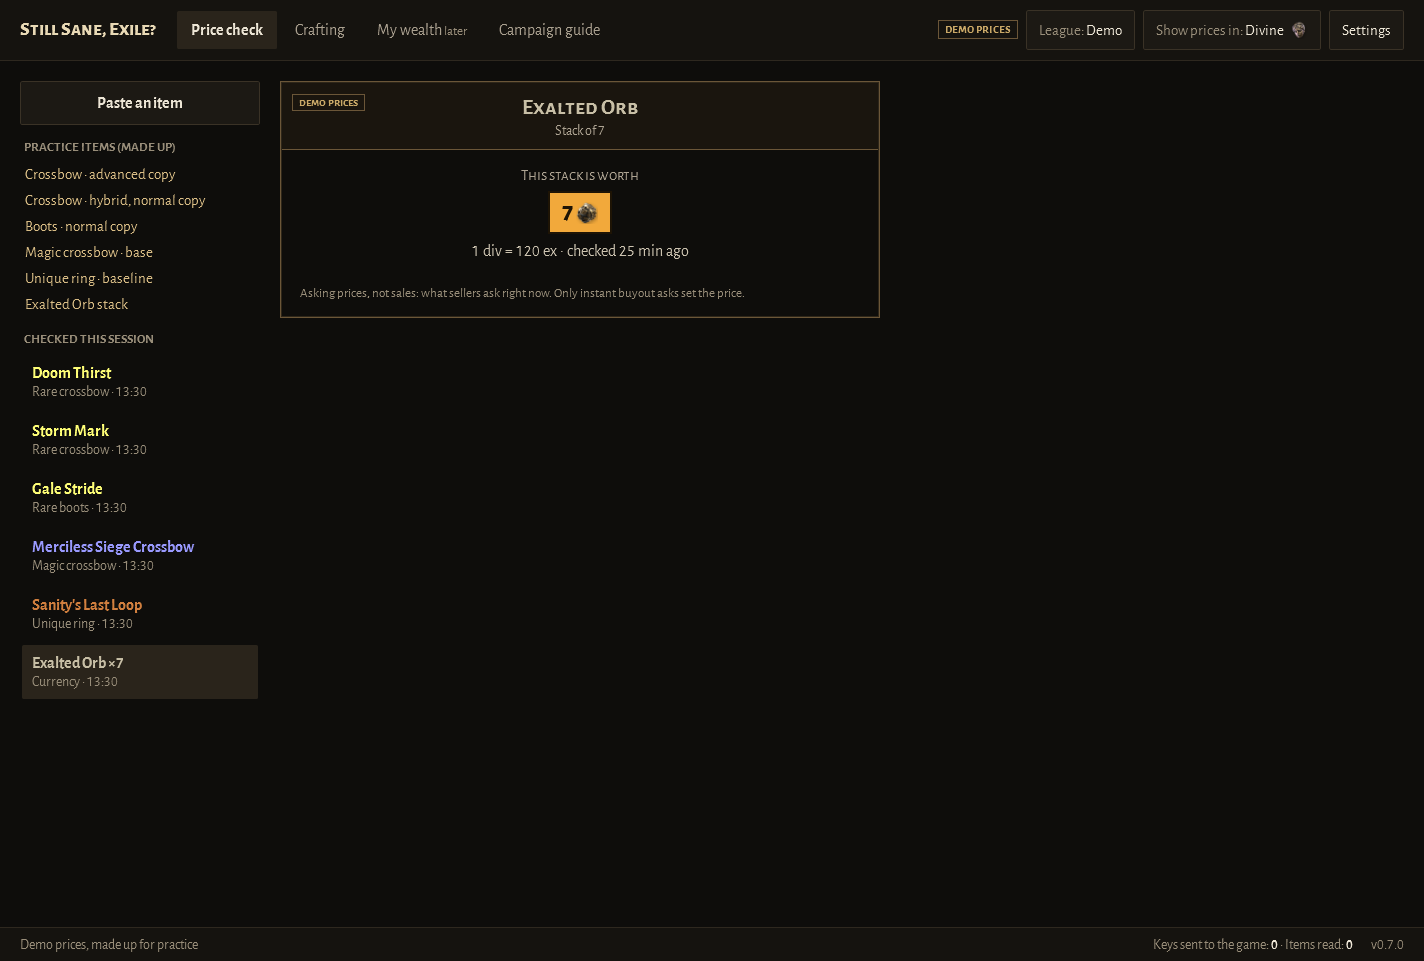 Still Sane, Exile?
Price check
Crafting
My wealth later
Campaign guide
DEMO PRICES
League: Demo
Show prices in: Divine
Settings
Paste an item
PRACTICE ITEMS (MADE UP)
Crossbow · advanced copy
Crossbow · hybrid, normal copy
Boots · normal copy
Magic crossbow · base
Unique ring · baseline
Exalted Orb stack
CHECKED THIS SESSION
Doom Thirst
Rare crossbow · 13:30
Storm Mark
Rare crossbow · 13:30
Gale Stride
Rare boots · 13:30
Merciless Siege Crossbow
Magic crossbow · 13:30
Sanity's Last Loop
Unique ring · 13:30
Exalted Orb ×7
Currency · 13:30
DEMO PRICES
Exalted Orb
Stack of 7
This stack is worth
7
1 div = 120 ex · checked 25 min ago
Asking prices, not sales: what sellers ask right now. Only instant buyout asks set the price.
Demo prices, made up for practice
Keys sent to the game: 0 · Items read: 0
v0.7.0